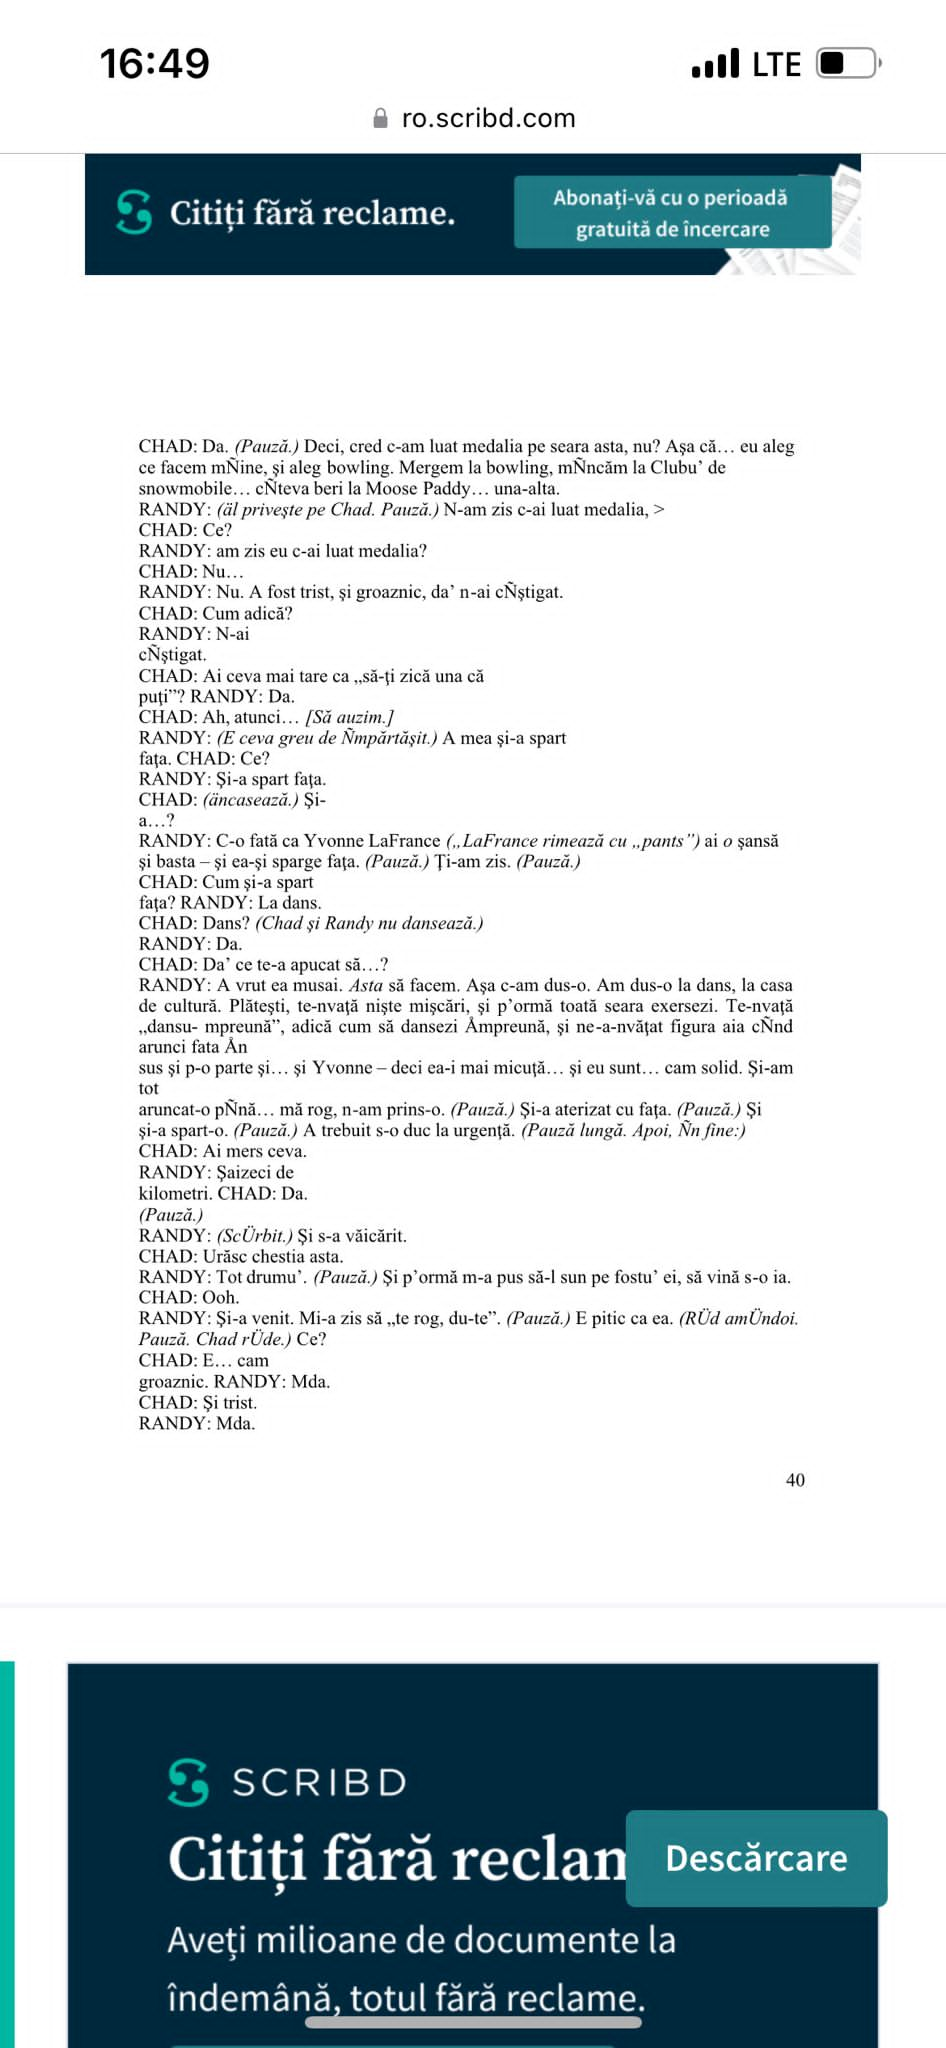 16:49
LTE
ro.scribd.com
Citiți fără reclame.
Abonați-vă cu o perioadă
gratuită de încercare
CHAD: Da. (Pauză.) Deci, cred c-am luat medalia pe seara asta, nu? Așa că… eu aleg
ce facem mÑine, și aleg bowling. Mergem la bowling, mÑncăm la Clubu’ de
snowmobile… cÑteva beri la Moose Paddy… una-alta.
RANDY: (äl privește pe Chad. Pauză.) N-am zis c-ai luat medalia, >
CHAD: Ce?
RANDY: am zis eu c-ai luat medalia?
CHAD: Nu…
RANDY: Nu. A fost trist, și groaznic, da’ n-ai cÑștigat.
CHAD: Cum adică?
RANDY: N-ai
cÑștigat.
CHAD: Ai ceva mai tare ca „să-ți zică una că
puți”? RANDY: Da.
CHAD: Ah, atunci… [Să auzim.]
RANDY: (E ceva greu de Ñmpărtășit.) A mea și-a spart
fața. CHAD: Ce?
RANDY: Și-a spart fața.
CHAD: (äncasează.) Și-
a…?
RANDY: C-o fată ca Yvonne LaFrance („LaFrance rimează cu „pants”) ai o șansă
și basta – și ea-și sparge fața. (Pauză.) Ți-am zis. (Pauză.)
CHAD: Cum și-a spart
fața? RANDY: La dans.
CHAD: Dans? (Chad și Randy nu dansează.)
RANDY: Da.
CHAD: Da’ ce te-a apucat să…?
RANDY: A vrut ea musai. Asta să facem. Așa c-am dus-o. Am dus-o la dans, la casa
de cultură. Plătești, te-nvață niște mișcări, și p’ormă toată seara exersezi. Te-nvață
„dansu- mpreună”, adică cum să dansezi Åmpreună, și ne-a-nvățat figura aia cÑnd
arunci fata Ån
sus și p-o parte și… și Yvonne – deci ea-i mai micuță… și eu sunt… cam solid. Și-am
tot
aruncat-o pÑnă… mă rog, n-am prins-o. (Pauză.) Și-a aterizat cu fața. (Pauză.) Și
și-a spart-o. (Pauză.) A trebuit s-o duc la urgență. (Pauză lungă. Apoi, Ñn fine:)
CHAD: Ai mers ceva.
RANDY: Șaizeci de
kilometri. CHAD: Da.
(Pauză.)
RANDY: (ScÜrbit.) Și s-a văicărit.
CHAD: Urăsc chestia asta.
RANDY: Tot drumu’. (Pauză.) Și p’ormă m-a pus să-l sun pe fostu’ ei, să vină s-o ia.
CHAD: Ooh.
RANDY: Și-a venit. Mi-a zis să „te rog, du-te”. (Pauză.) E pitic ca ea. (RÜd amÜndoi.
Pauză. Chad rÜde.) Ce?
CHAD: E… cam
groaznic. RANDY: Mda.
CHAD: Și trist.
RANDY: Mda.
40
SCRIBD
Citiți fără reclam
Descărcare
Aveți milioane de documente la
îndemână, totul fără reclame.